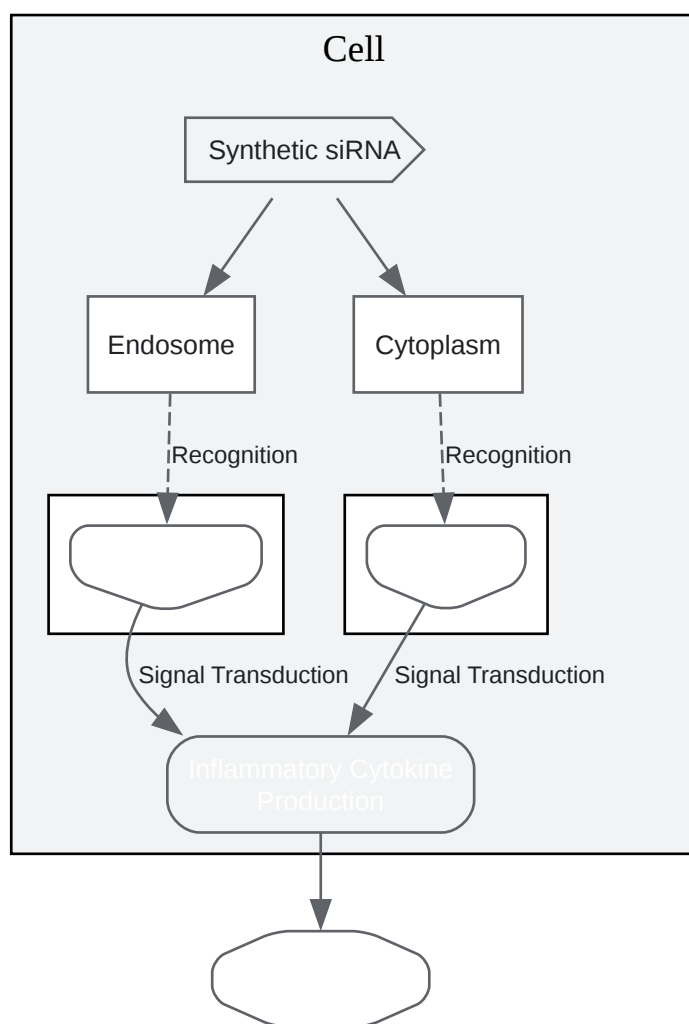 Cell
Synthetic siRNA
Endosome
Cytoplasm
Recognition
Recognition
Signal Transduction
Signal Transduction
Inflammatory Cytokine
Production